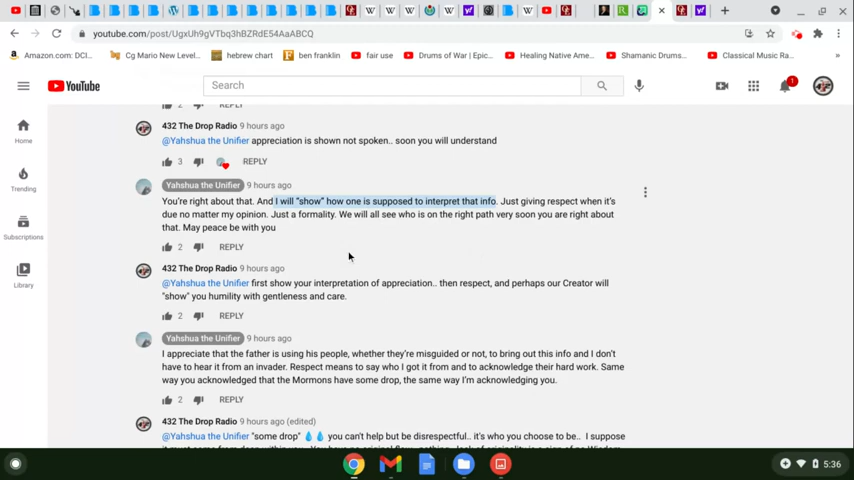 youtube.com/post/UgxUh9gVTbq3hBZRdE54AaABCQ
Amazon.com: DCI...
Cg Mario New Level...
hebrew chart
ben franklin
fair use
Drums of War | Epic...
Healing Native Ame...
Shamanic Drums...
Classical Music Ra...
YouTube
Search
1
Home
Trending
Subscriptions
Library
2 REPLY
432 The Drop Radio 9 hours ago
@Yahshua the Unifier appreciation is shown not spoken.. soon you will understand
3 REPLY
Yahshua the Unifier 9 hours ago
You're right about that. And I will "show" how one is supposed to interpret that info. Just giving respect when it's
due no matter my opinion. Just a formality. We will all see who is on the right path very soon you are right about
that. May peace be with you
2 REPLY
432 The Drop Radio 9 hours ago
@Yahshua the Unifier first show your interpretation of appreciation.. then respect, and perhaps our Creator will
"show" you humility with gentleness and care.
2 REPLY
Yahshua the Unifier 9 hours ago
I appreciate that the father is using his people, whether they're misguided or not, to bring out this info and I don't
have to hear it from an invader. Respect means to say who I got it from and to acknowledge their hard work. Same
way you acknowledged that the Mormons have some drop, the same way I'm acknowledging you.
2 REPLY
432 The Drop Radio 9 hours ago (edited)
@Yahshua the Unifier "some drop" 💧💧 you can't help but be disrespectful.. it's who you choose to be.. I suppose
5:36